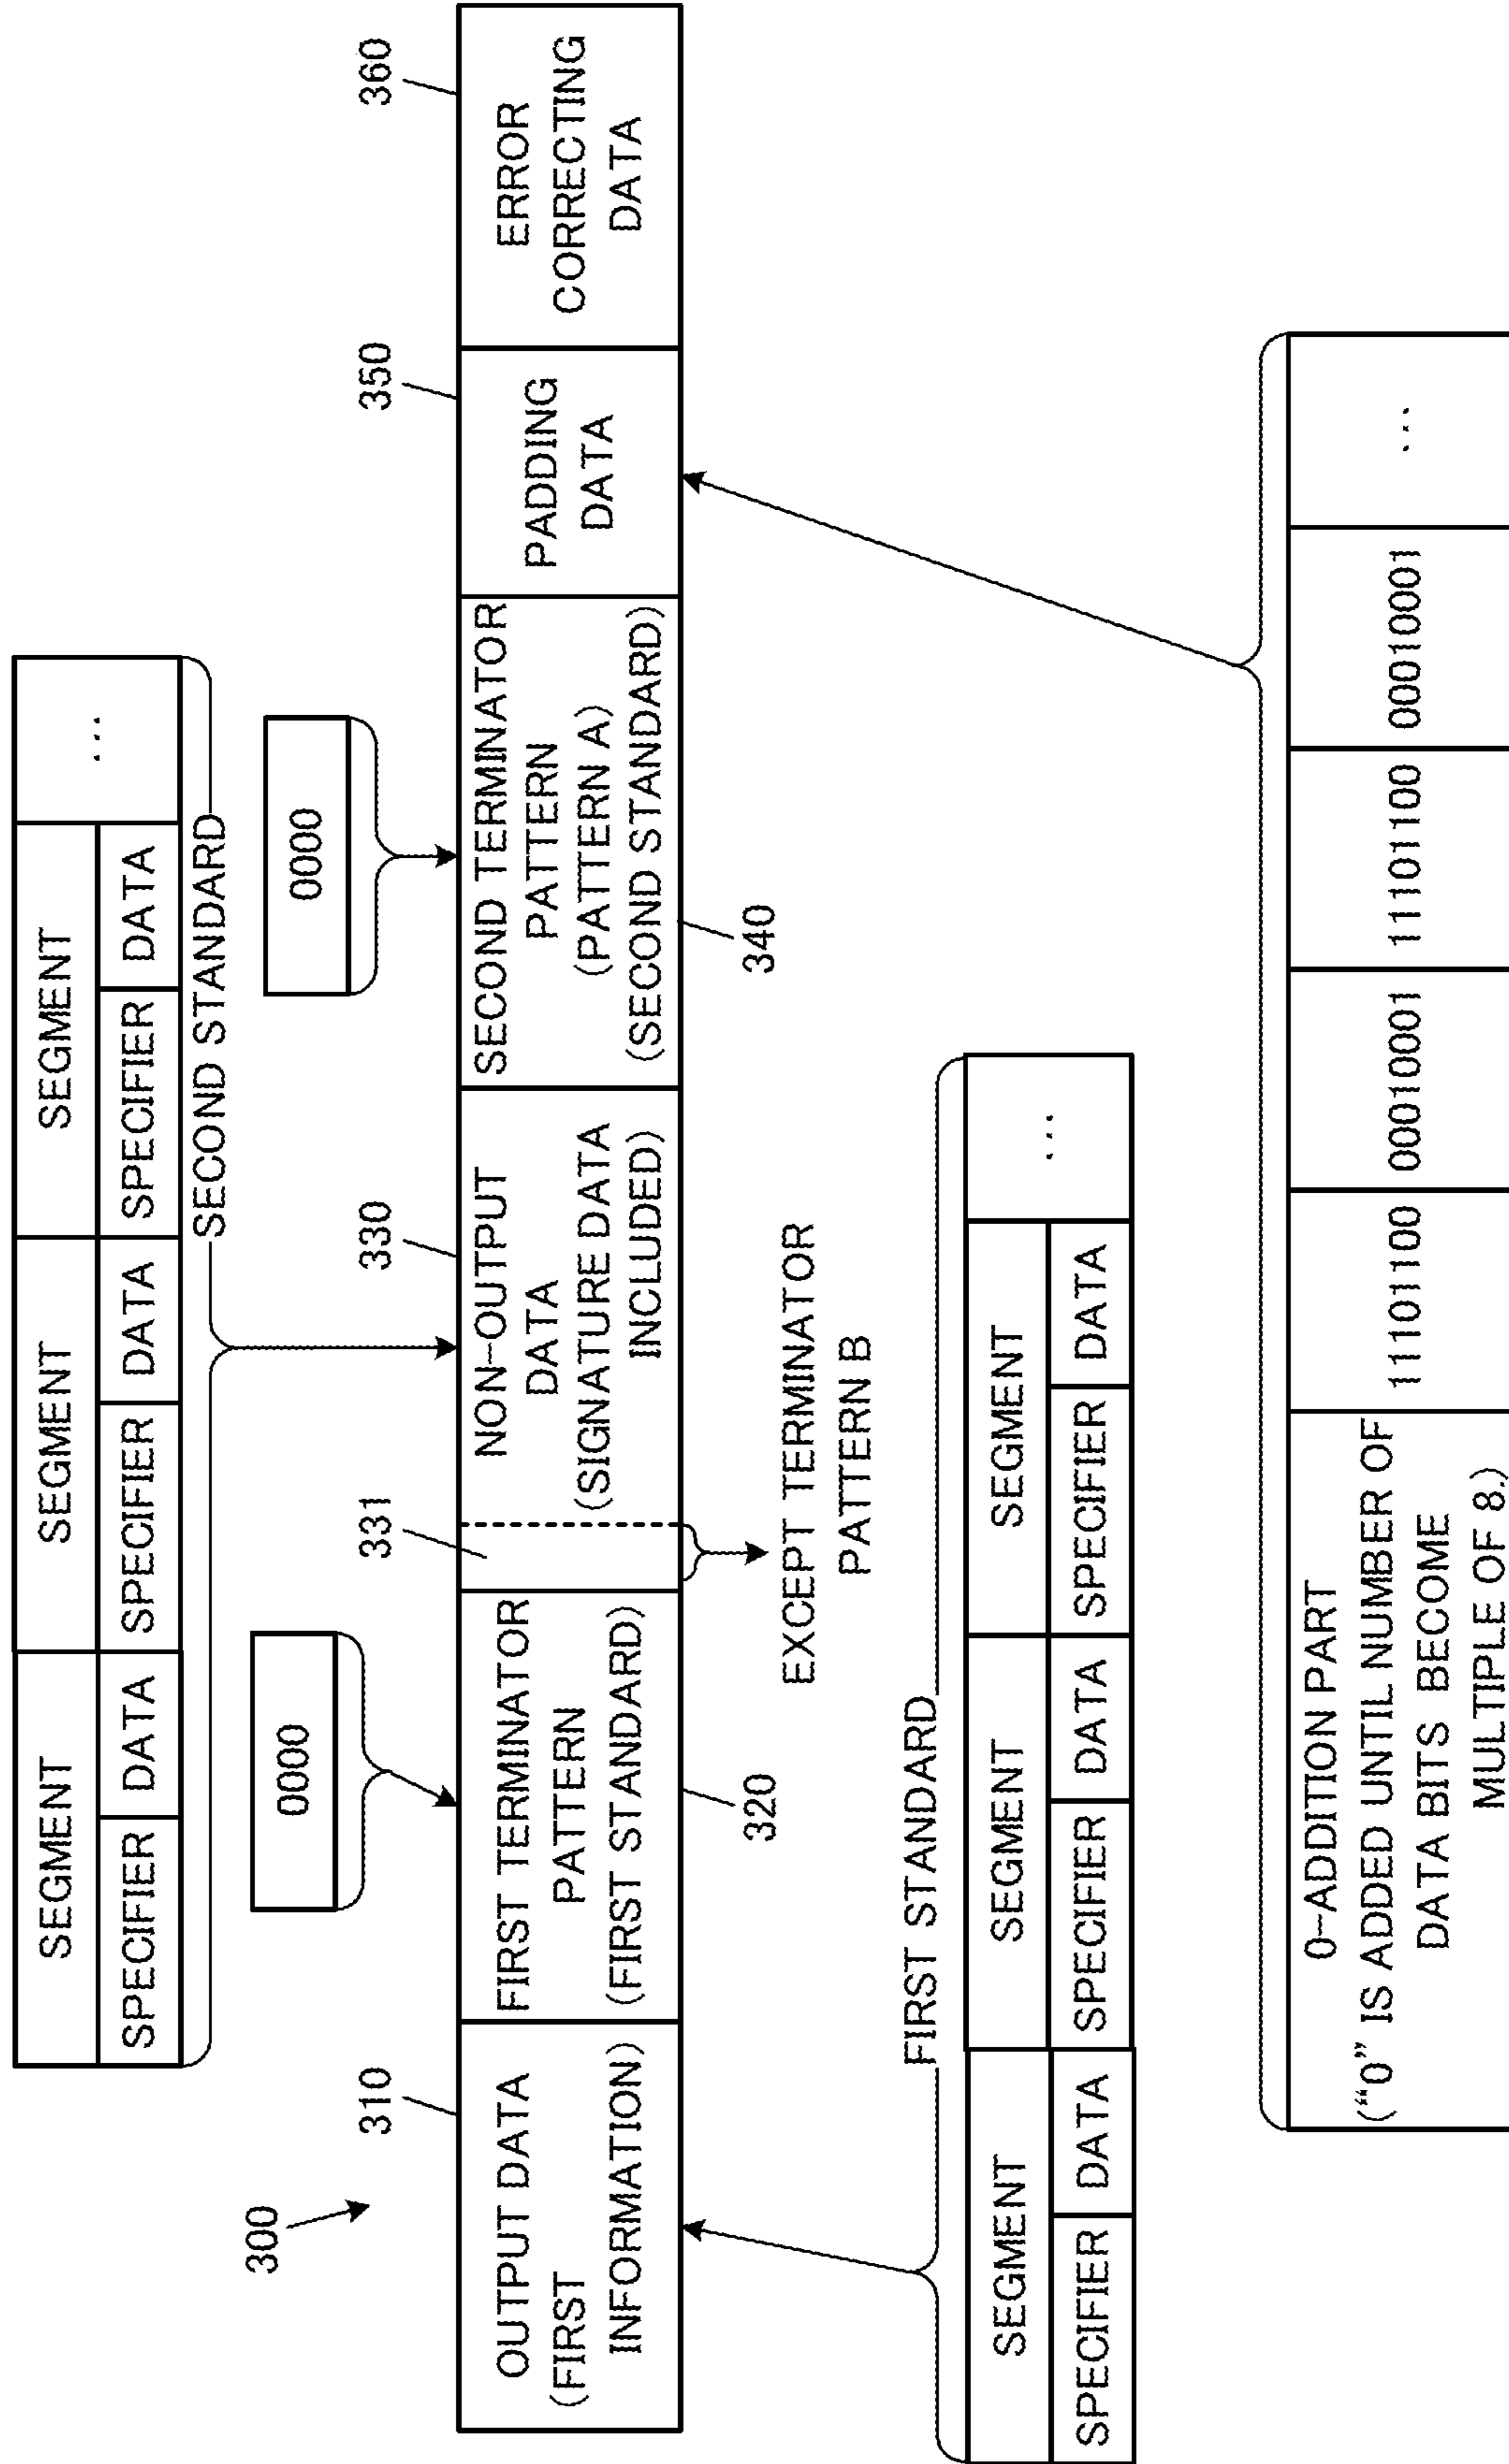 SEGMENT SEGMENT SEGMENT ...
SPECIFIER DATA SPECIFIER DATA SPECIFIER DATA
SECOND STANDARD
0000
0000
300
310
331
330
350
360
OUTPUT DATA
(FIRST
INFORMATION)
FIRST TERMINATOR
PATTERN
(FIRST STANDARD)
NON-OUTPUT
DATA
(SIGNATURE DATA
INCLUDED)
SECOND TERMINATOR
PATTERN
(PATTERN A)
(SECOND STANDARD)
PADDING
DATA
ERROR
CORRECTING
DATA
320
340
EXCEPT TERMINATOR
PATTERN B
FIRST STANDARD
SEGMENT SEGMENT SEGMENT ...
SPECIFIER DATA SPECIFIER DATA SPECIFIER DATA
0-ADDITION PART
(“0” IS ADDED UNTIL NUMBER OF
DATA BITS BECOME
MULTIPLE OF 8.)
11101100
00010001
11101100
00010001
...